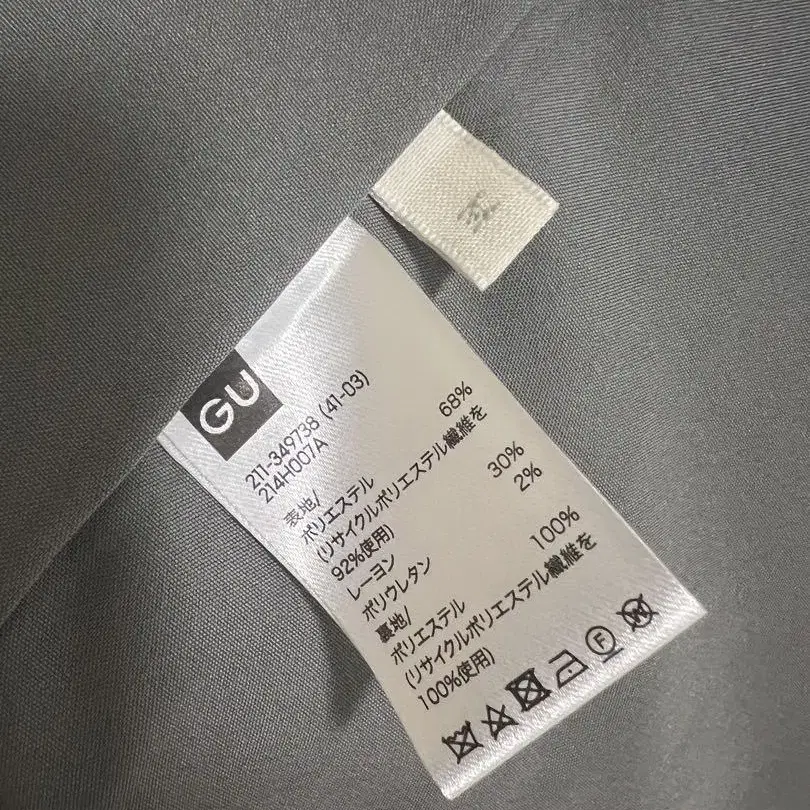 GU
211-349738 (41-03)
214H007A
表地/
ポリエステル 68%
(リサイクルポリエステル繊維を
92%使用)
レーヨン 30%
ポリウレタン 2%
裏地/
ポリエステル 100%
(リサイクルポリエステル繊維を
100%使用)
F